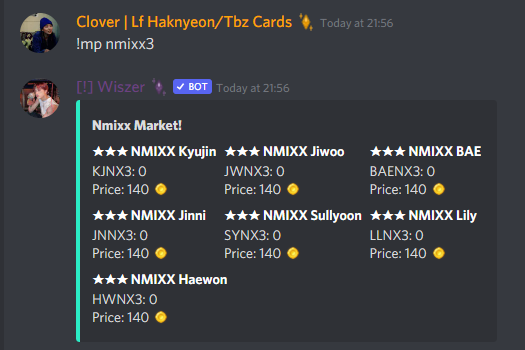 Clover | Lf Haknyeon/Tbz Cards Today at 21:56
!mp nmixx3
[!] Wiszer BOT Today at 21:56
Nmixx Market!
★★★ NMIXX Kyujin ★★★ NMIXX Jiwoo ★★★ NMIXX BAE
KJNX3: 0 JWNX3: 0 BAENX3: 0
Price: 140 Price: 140 Price: 140
★★★ NMIXX Jinni ★★★ NMIXX Sullyoon ★★★ NMIXX Lily
JNNX3: 0 SYNX3: 0 LLNX3: 0
Price: 140 Price: 140 Price: 140
★★★ NMIXX Haewon
HWNX3: 0
Price: 140